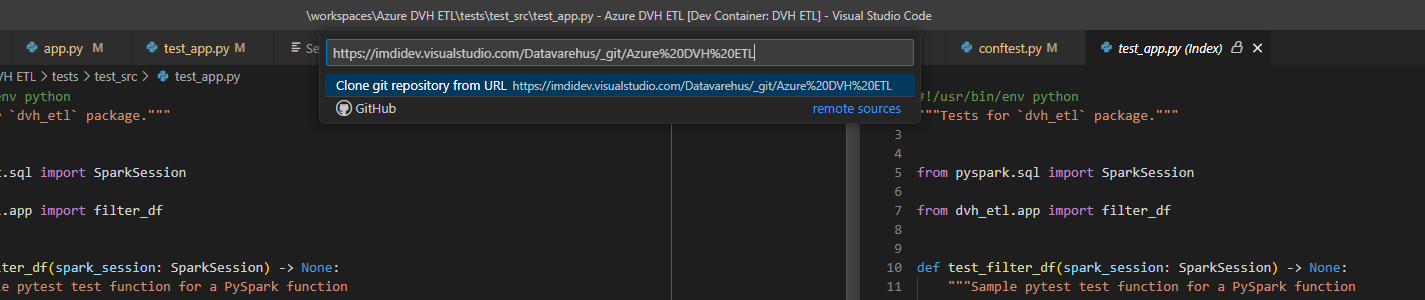 \workspaces\Azure DVH ETL\tests\test_src\test_app.py - Azure DVH ETL [Dev Container: DVH ETL] - Visual Studio Code
app.py M test_app.py M Se conftest.py M test_app.py (Index)
https://imdidev.visualstudio.com/Datavarehus/_git/Azure%20DVH%20ETL
Clone git repository from URL https://imdidev.visualstudio.com/Datavarehus/_git/Azure%20DVH%20ETL
GitHub remote sources
VH ETL > tests > test_src > test_app.py
env python
`dvh_etl` package."""
.sql import SparkSession
.app import filter_df
ter_df(spark_session: SparkSession) -> None:
le pytest test function for a PySpark function
#!/usr/bin/env python
"""Tests for `dvh_etl` package."""
3
4
5 from pyspark.sql import SparkSession
6
7 from dvh_etl.app import filter_df
8
9
10 def test_filter_df(spark_session: SparkSession) -> None:
11 """Sample pytest test function for a PySpark function